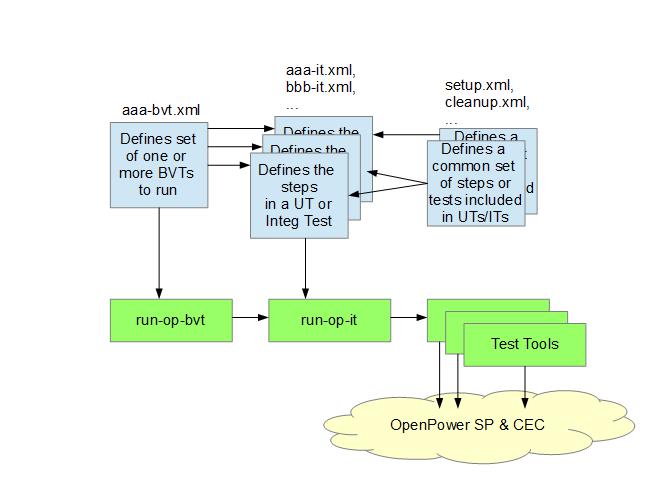 aaa-it.xml,
bbb-it.xml,
...
setup.xml,
cleanup.xml,
...
aaa-bvt.xml
Defines set
of one or
more BVTs
to run
Defines the
Defines the
Defines the
steps
in a UT or
Integ Test
Defines a
d
Defines a
common set
of steps or
tests included
in UTs/ITs
run-op-bvt
run-op-it
Test Tools
OpenPower SP & CEC